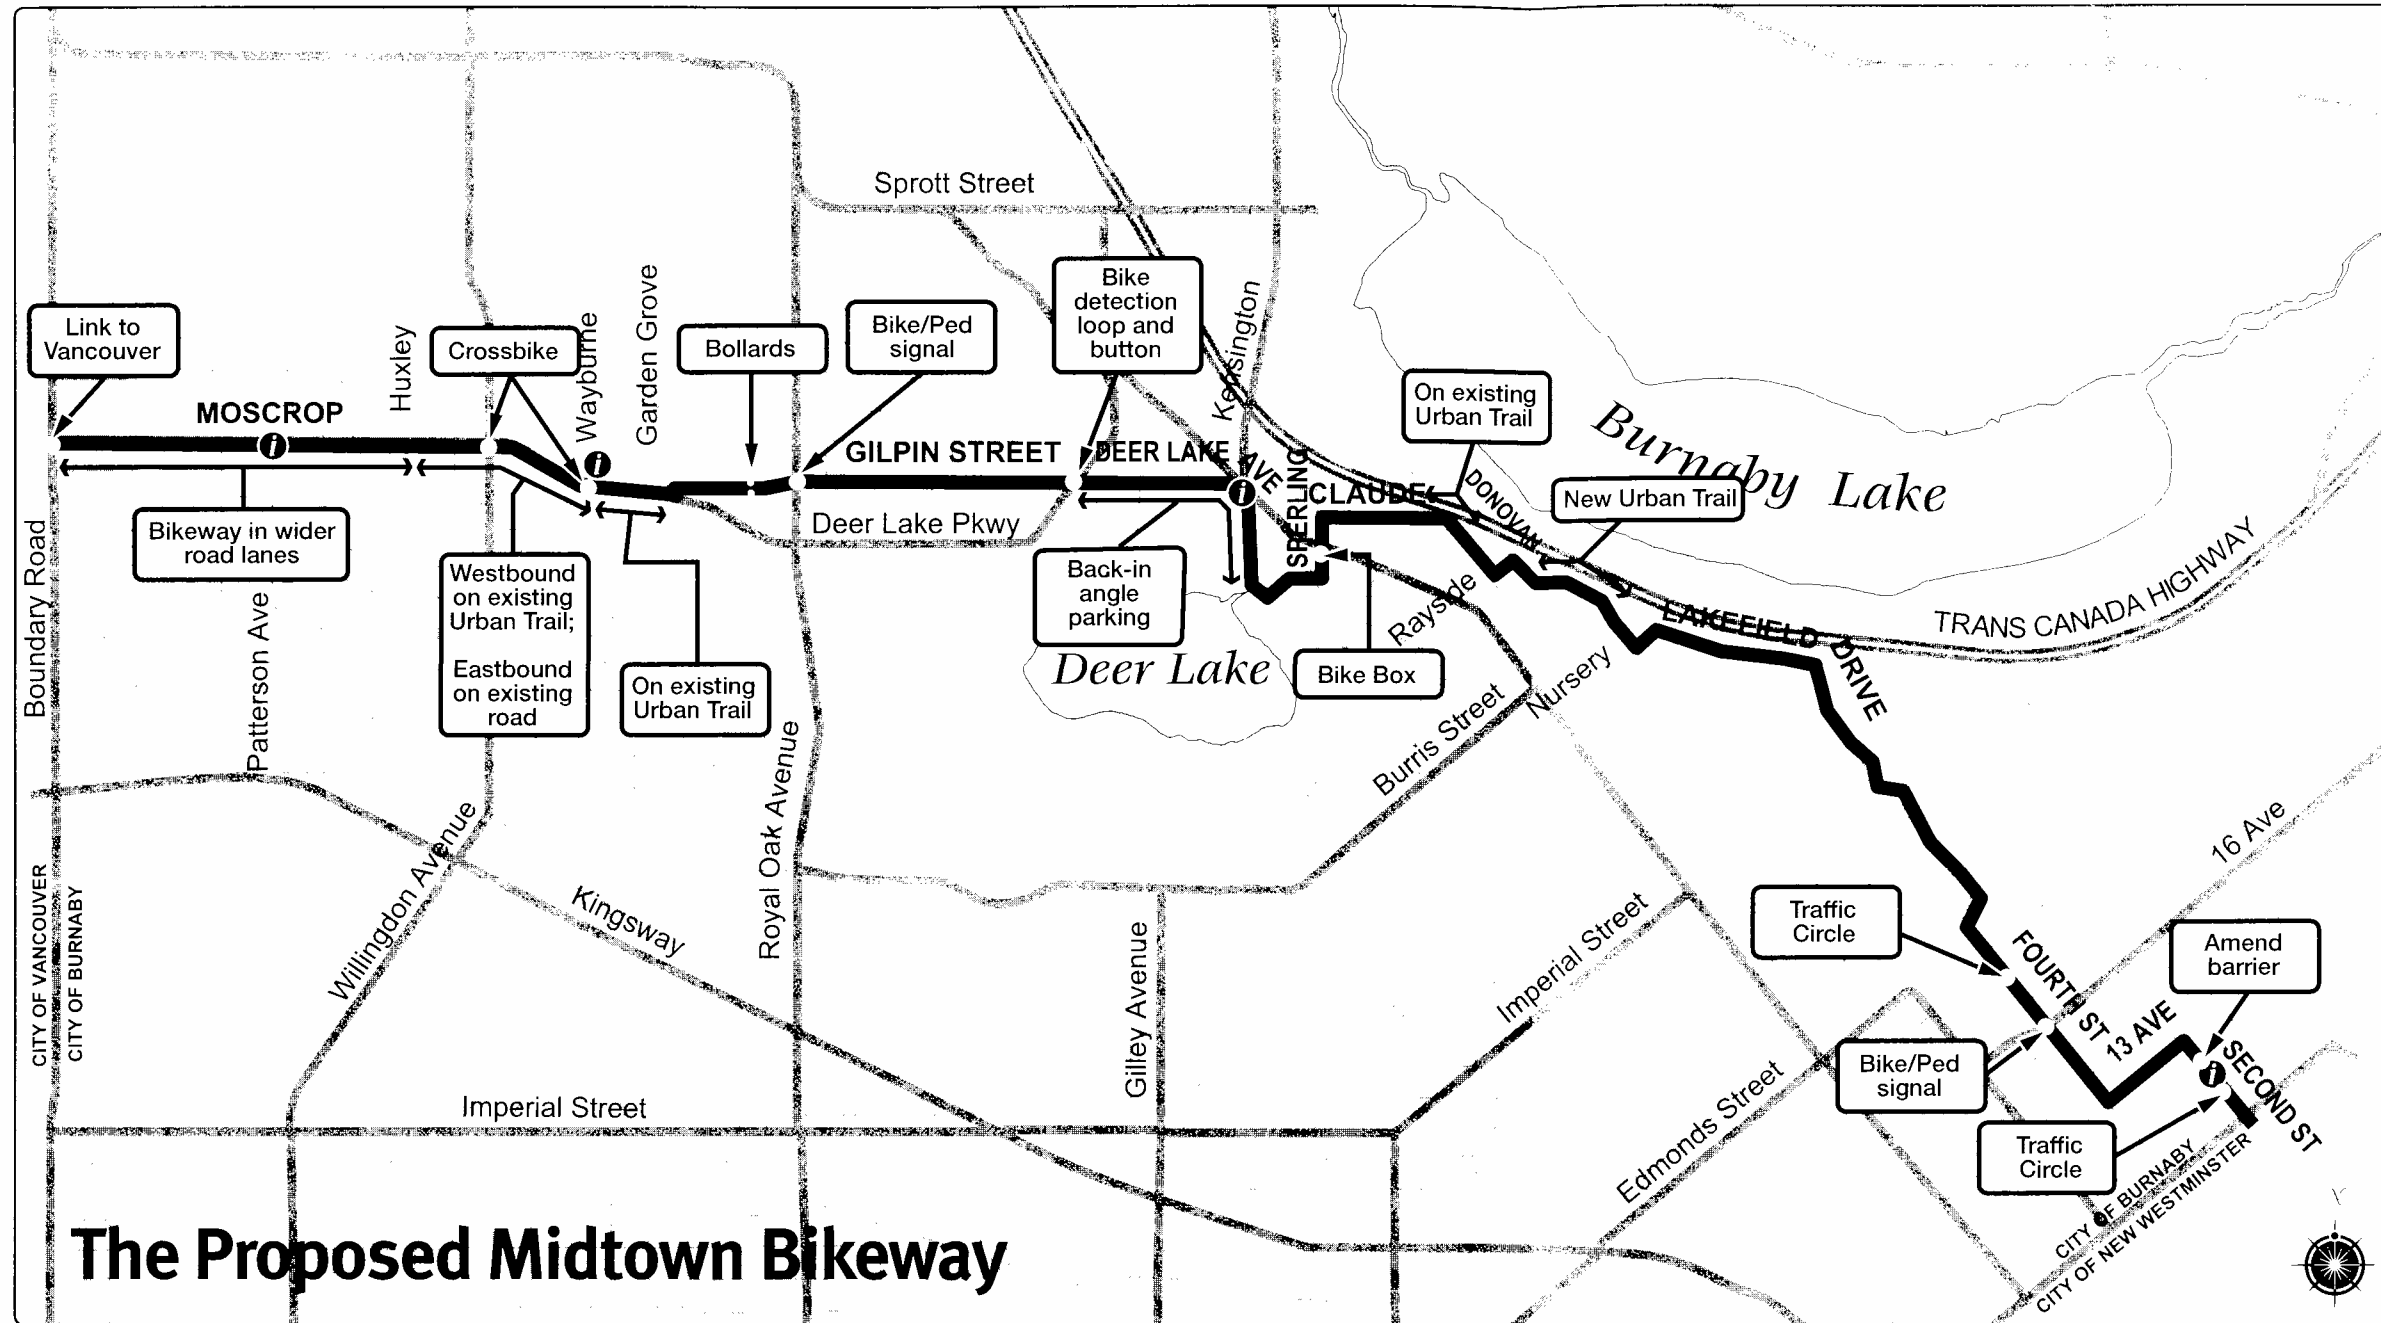 Sprott Street
Link to
Vancouver
Huxley
Crossbike
Wayburne
Garden Grove
Bollards
Bike/Ped
signal
Bike
detection
loop and
button
Kensington
On existing
Urban Trail
Burnaby Lake
MOSCROP
i
i
GILPIN STREET
DEER LAKE AVE
i
SPERLING
CLAUDE
DONOVAN
New Urban Trail
Bikeway in wider
road lanes
Deer Lake Pkwy
Westbound
on existing
Urban Trail;
Eastbound
on existing
road
On existing
Urban Trail
Back-in
angle
parking
Deer Lake
Bike Box
Rayside
Nursery
LAKEFIELD DRIVE
TRANS CANADA HIGHWAY
Boundary Road
Patterson Ave
Burris Street
Willingdon Avenue
Royal Oak Avenue
Kingsway
16 Ave
CITY OF VANCOUVER
CITY OF BURNABY
Gilley Avenue
Imperial Street
Traffic
Circle
FOURTH ST
Amend
barrier
13 AVE
i
SECOND ST
Bike/Ped
signal
Imperial Street
Edmonds Street
Traffic
Circle
CITY OF BURNABY
CITY OF NEW WESTMINSTER
The Proposed Midtown Bikeway